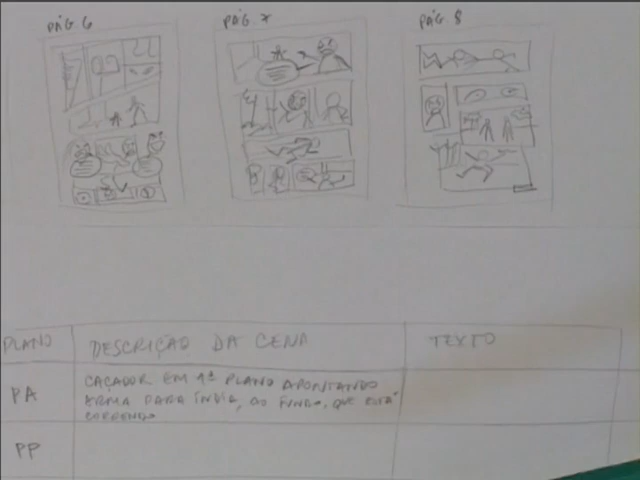 PÁG 6
PÁG. 7
PÁG. 8
PLANO
DESCRIÇÃO DA CENA
TEXTO
PA
CAÇADOR EM 1º PLANO APONTANDO
ARMA PARA ÍNDIA, AO FUNDO, QUE ESTÁ
CORRENDO
PP